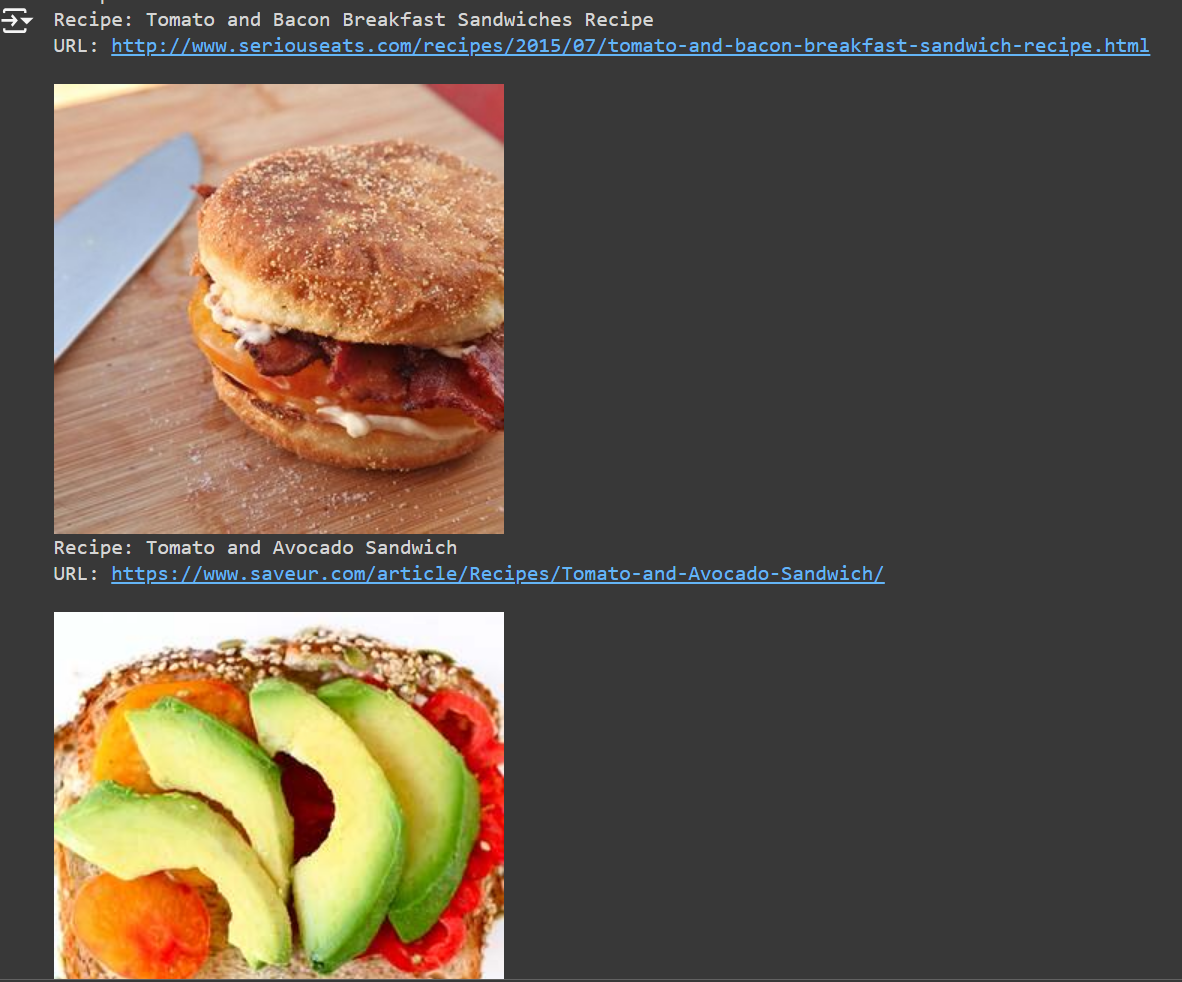 Recipe: Tomato and Bacon Breakfast Sandwiches Recipe
URL: http://www.seriouseats.com/recipes/2015/07/tomato-and-bacon-breakfast-sandwich-recipe.html
Recipe: Tomato and Avocado Sandwich
URL: https://www.saveur.com/article/Recipes/Tomato-and-Avocado-Sandwich/